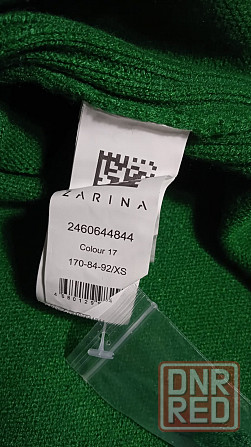 ZARINA
2460644844
Colour 17
170-84-92/XS
DNR
RED